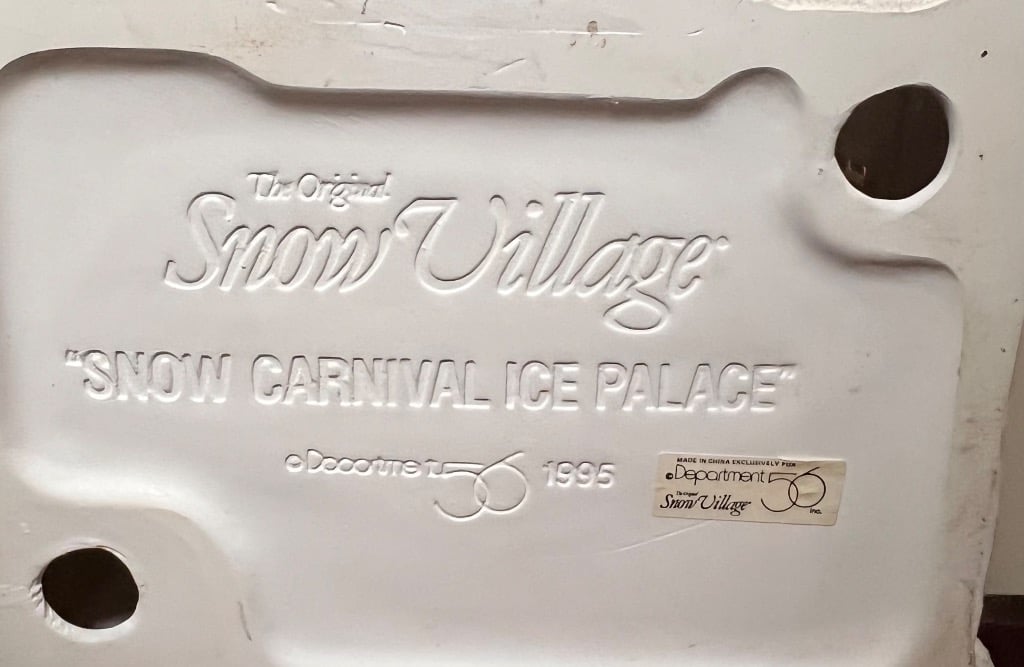 The Original
Snow Village
"SNOW CARNIVAL ICE PALACE"
©Department 56 1995
MADE IN CHINA EXCLUSIVELY FOR
©Department 56
Inc.
The Original
Snow Village